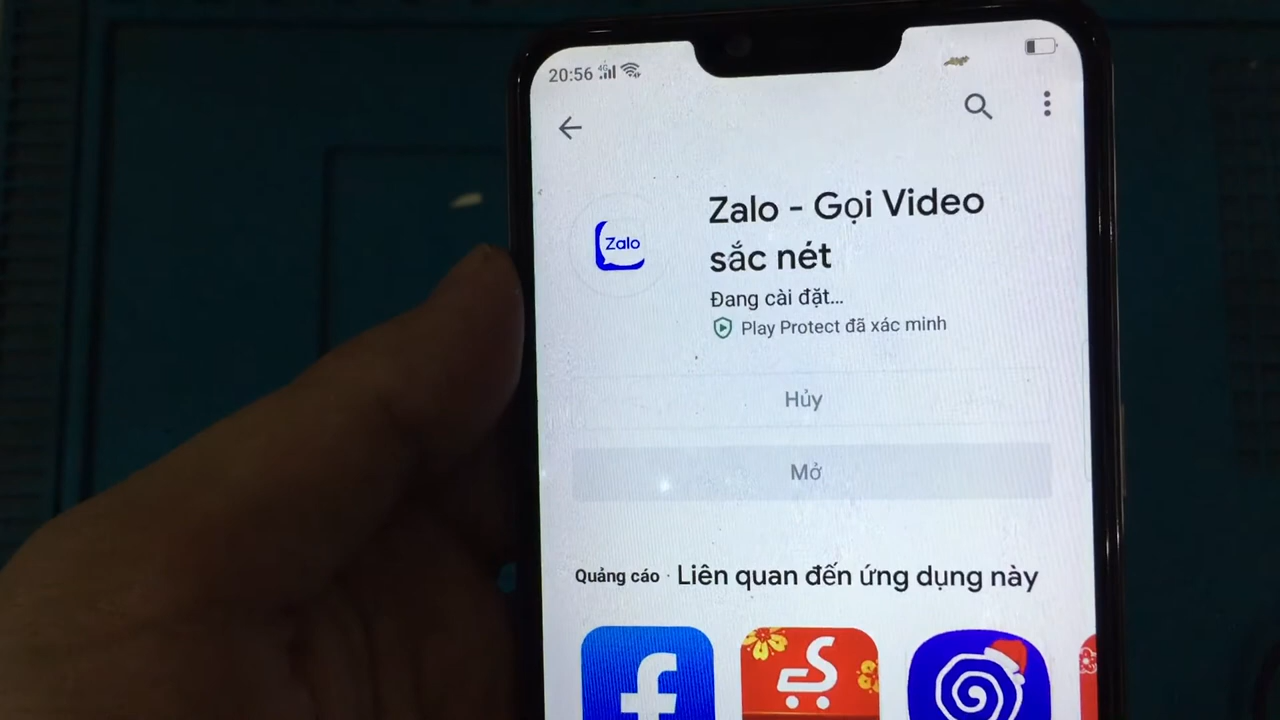 20:56 4G
Zalo
Zalo - Gọi Video
sắc nét
Đang cài đặt...
Play Protect đã xác minh
Hủy
Mở
Quảng cáo · Liên quan đến ứng dụng này